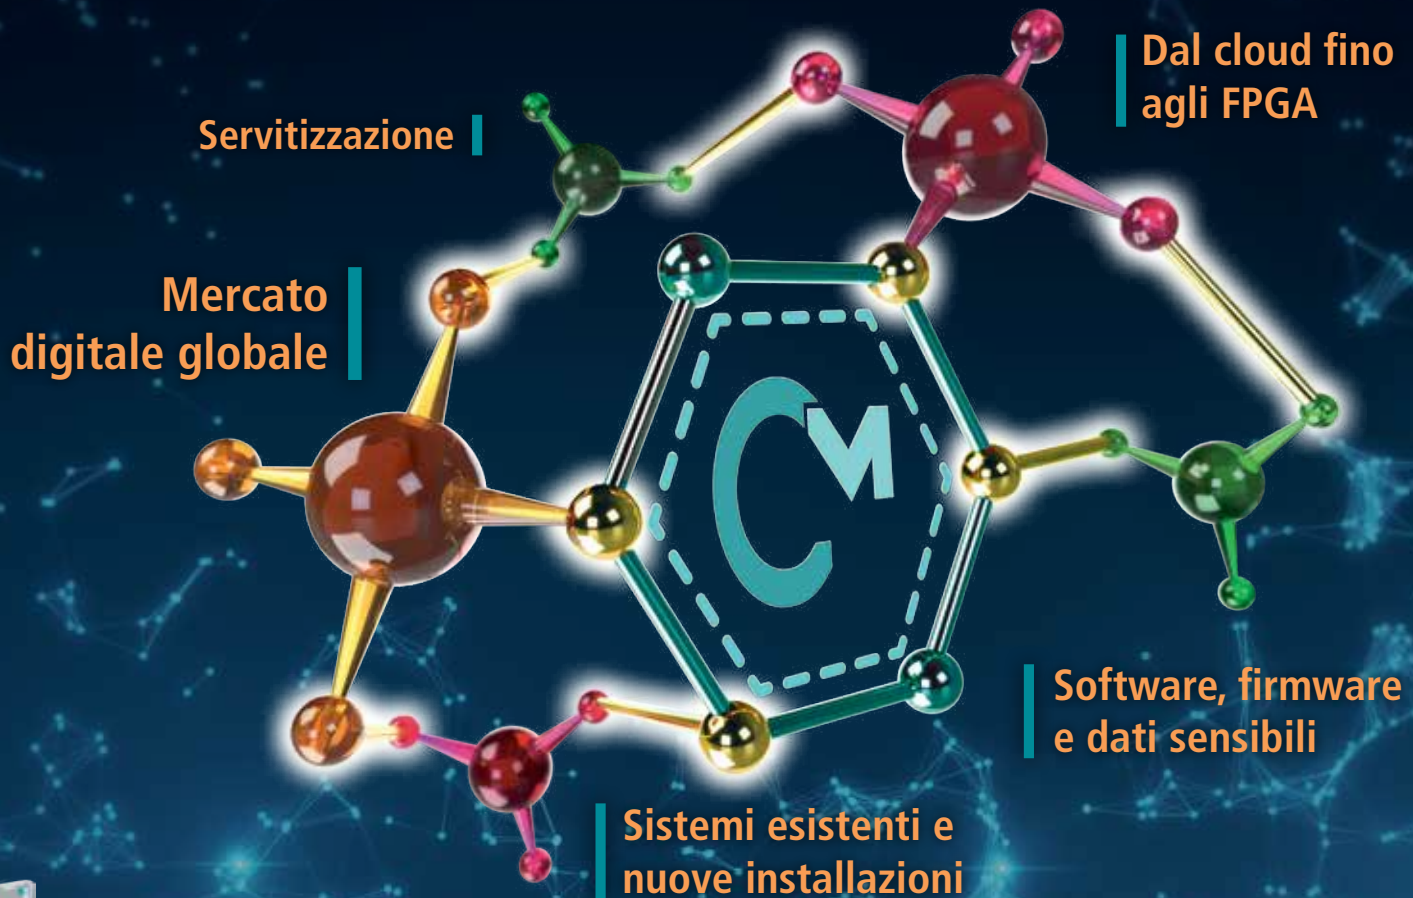 Dal cloud fino
agli FPGA
Servitizzazione
Mercato
digitale globale
CM
Software, firmware
e dati sensibili
Sistemi esistenti e
nuove installazioni